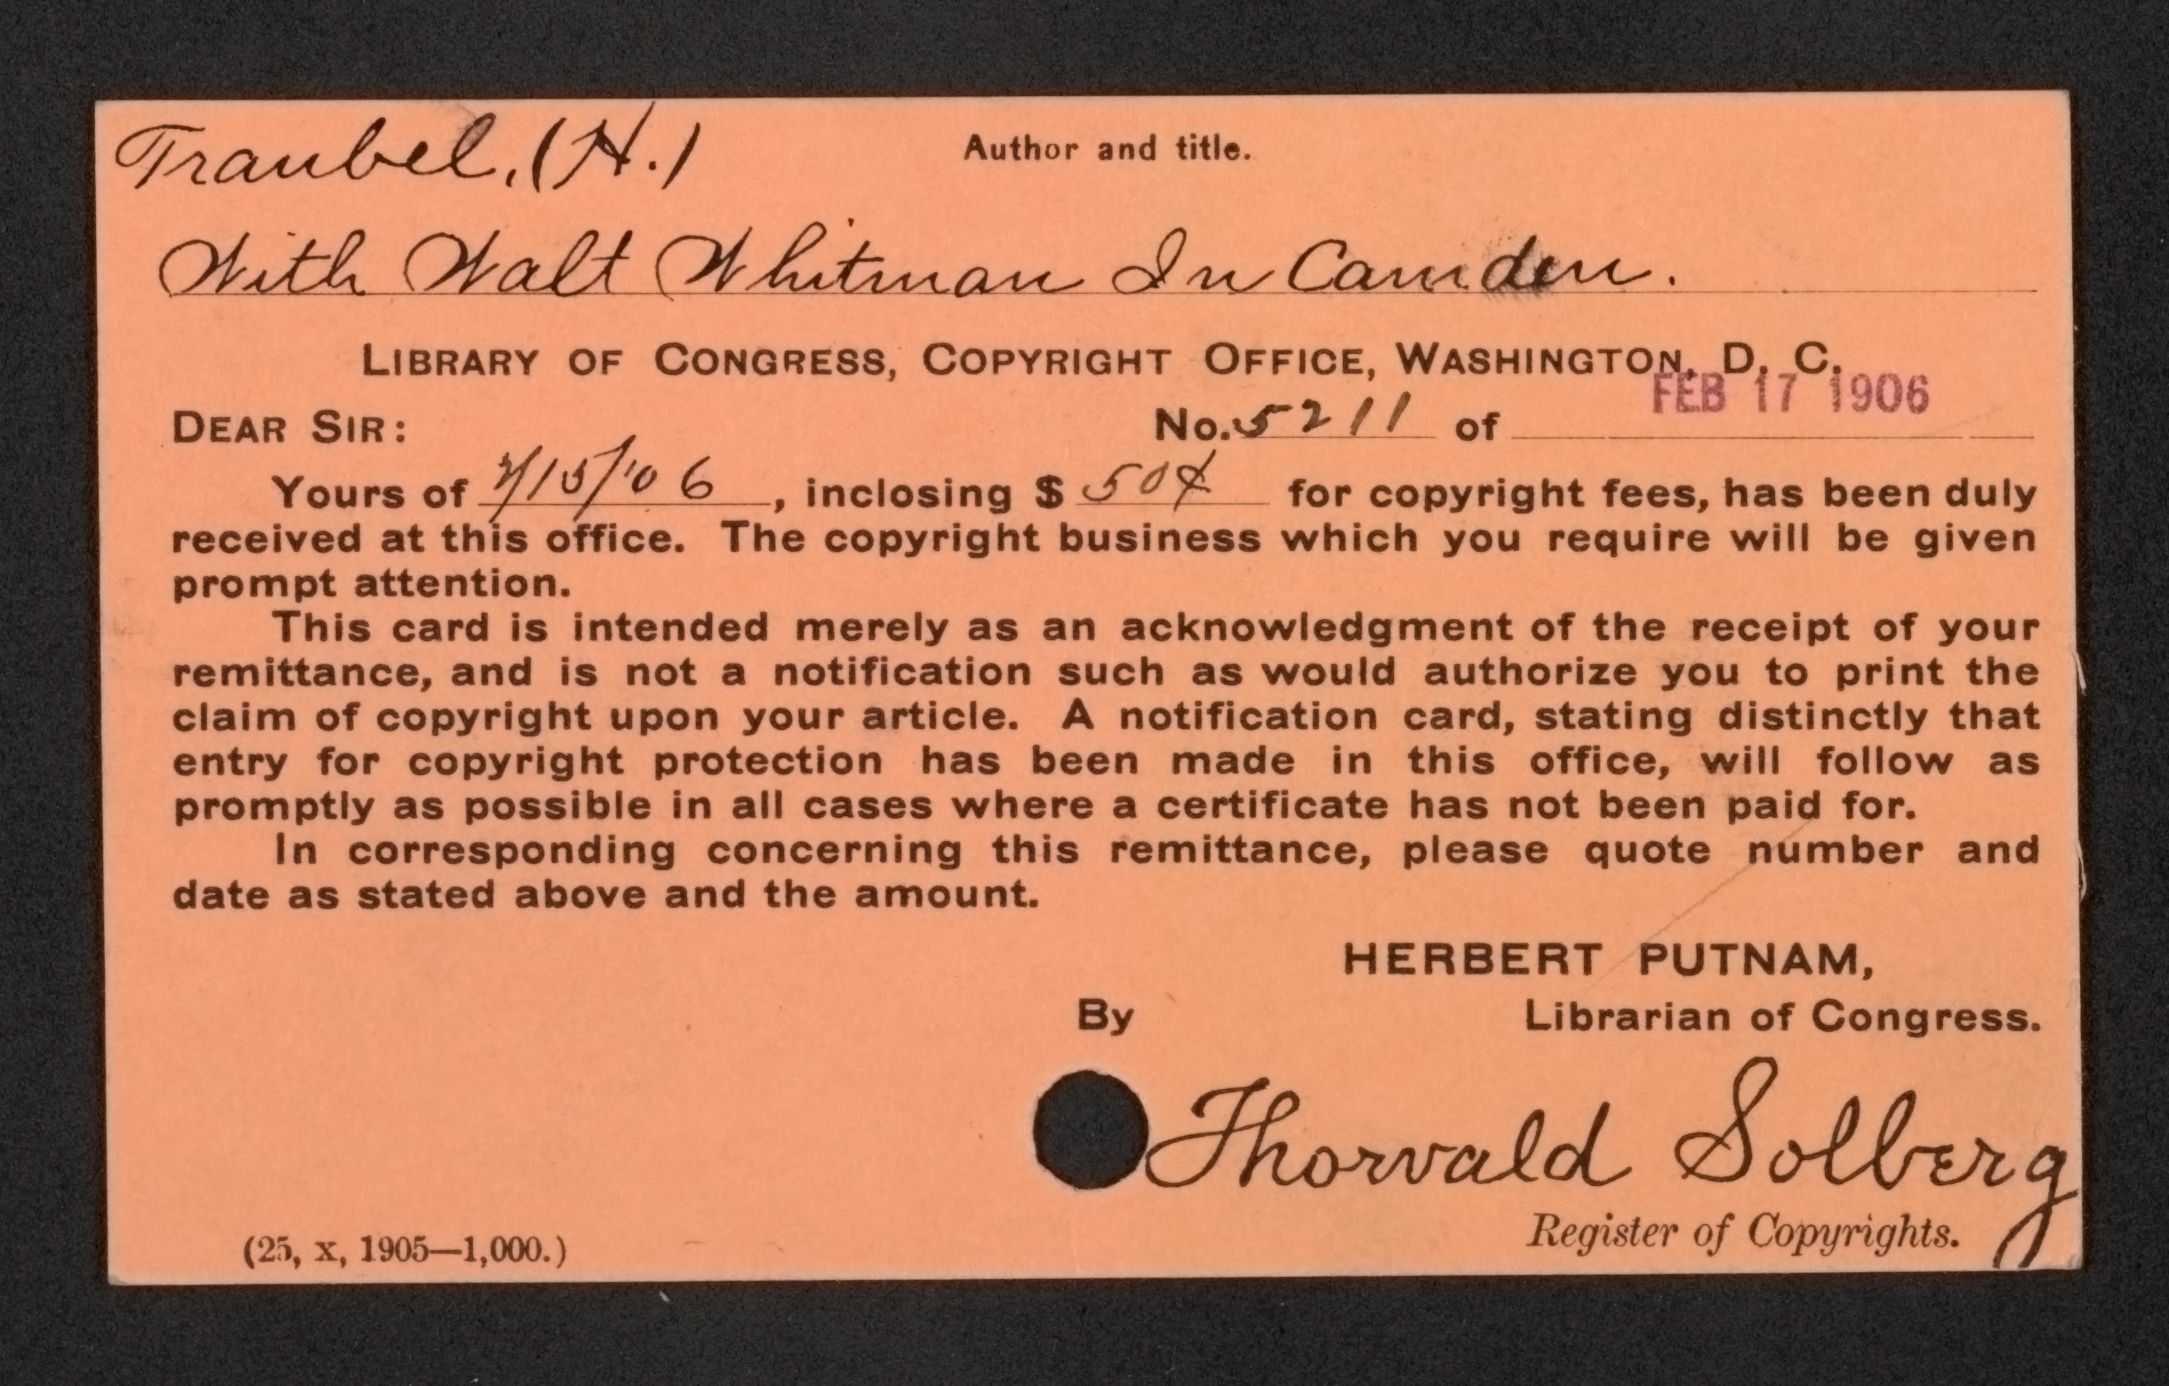 Traubel, (H.) Author and title.
With Walt Whitman In Camden.
LIBRARY OF CONGRESS, COPYRIGHT OFFICE, WASHINGTON, D. C.
FEB 17 1906
DEAR SIR: No. 5211 of
Yours of 2/15/'06, inclosing $ 50¢ for copyright fees, has been duly
received at this office. The copyright business which you require will be given
prompt attention.
This card is intended merely as an acknowledgment of the receipt of your
remittance, and is not a notification such as would authorize you to print the
claim of copyright upon your article. A notification card, stating distinctly that
entry for copyright protection has been made in this office, will follow as
promptly as possible in all cases where a certificate has not been paid for.
In corresponding concerning this remittance, please quote number and
date as stated above and the amount.
HERBERT PUTNAM,
By Librarian of Congress.
Thorvald Solberg
Register of Copyrights.
(25, x, 1905—1,000.)